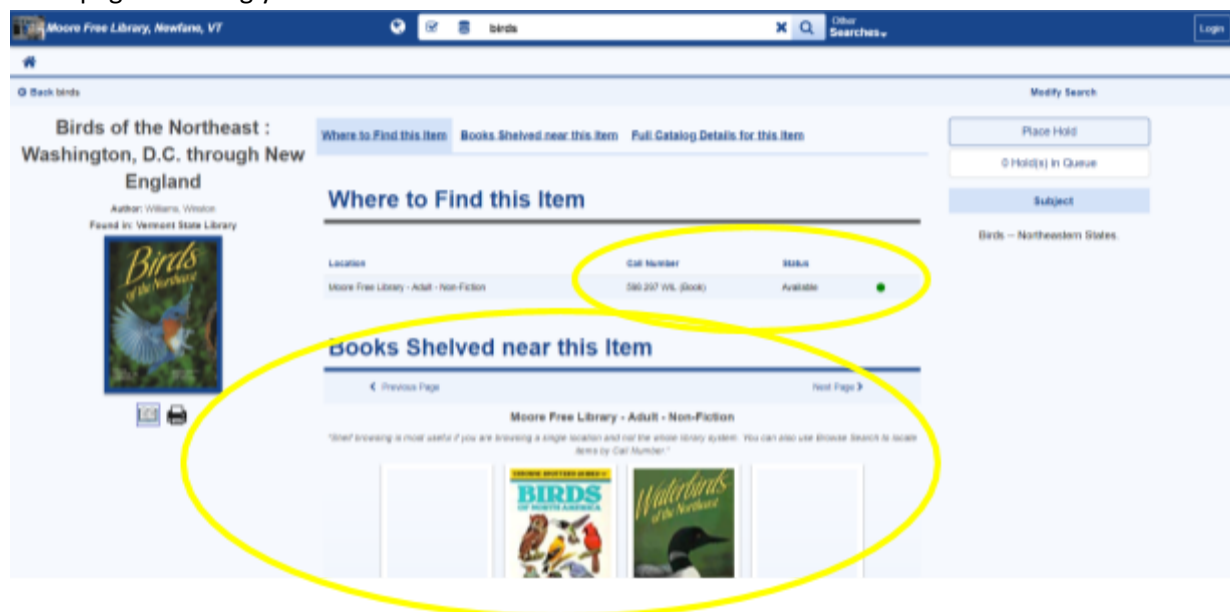 Moore Free Library, Newfane, VT
birds
Other
Searches
Login
Back birds
Modify Search
Birds of the Northeast :
Washington, D.C. through New
England
Author: Williams, Winston
Found in: Vermont State Library
Birds
of the Northeast
Where to Find this Item
Books Shelved near this Item
Full Catalog Details for this Item
Where to Find this Item
Location
Call Number
Status
Moore Free Library - Adult - Non-Fiction
598.297 WIL (Book)
Available
Books Shelved near this Item
Previous Page
Next Page
Moore Free Library - Adult - Non-Fiction
"Shelf browsing is most useful if you are browsing a single location and not the whole library system. You can also use Browse Search to locate
items by Call Number."
BIRDS
OF NORTH AMERICA
Waterbirds
of the Northeast
Place Hold
0 Hold(s) in Queue
Subject
Birds -- Northeastern States.